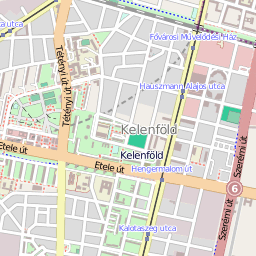 Fővárosi Művelődési Ház
Tétényi út
Hauszmann Alajos utca
Kelenföld
Tétényi út
Kelenföld
Etele út
Etele út
Hengermalom út
Szerémi út
6
Szerémi út
Kalotaszeg utca